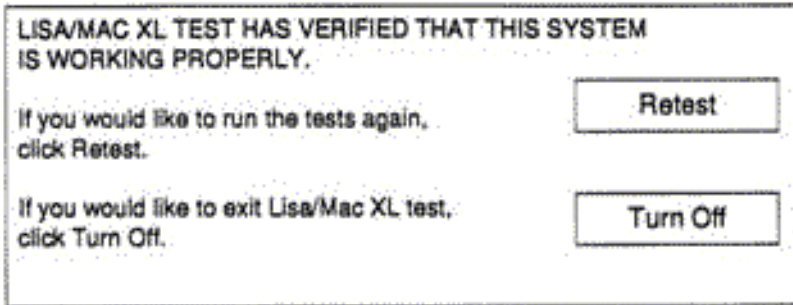 LISA/MAC XL TEST HAS VERIFIED THAT THIS SYSTEM
IS WORKING PROPERLY.
If you would like to run the tests again,
click Retest.
Retest
If you would like to exit Lisa/Mac XL test,
click Turn Off.
Turn Off